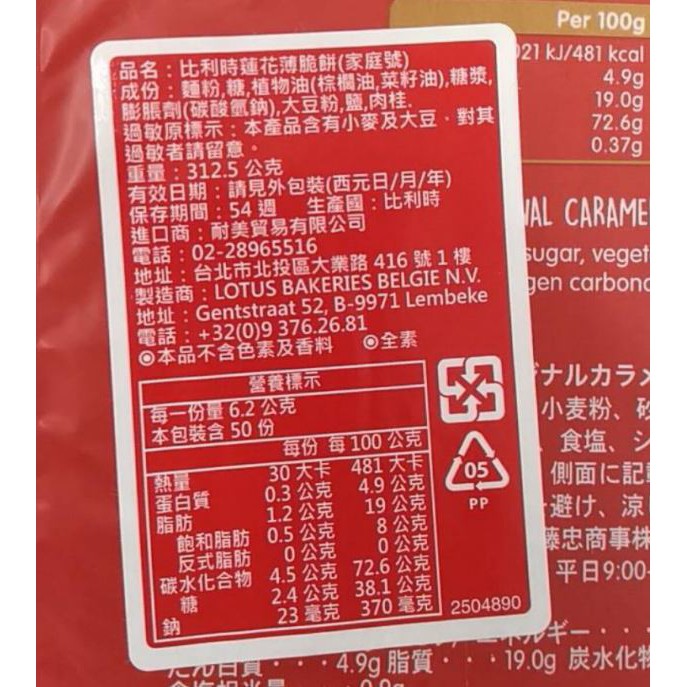 品名：比利時蓮花薄脆餅(家庭號)
成份：麵粉,糖,植物油(棕櫚油,菜籽油),糖漿,
膨脹劑(碳酸氫鈉),大豆粉,鹽,肉桂.
過敏原標示：本產品含有小麥及大豆﹒對其
過敏者請留意。
重量：312.5 公克
有效日期：請見外包裝(西元日/月/年)
保存期間：54 週 生產國：比利時
進口商：耐美貿易有限公司
電話：02-28965516
地址：台北市北投區大業路 416 號 1 樓
製造商：LOTUS BAKERIES BELGIE N.V.
地址：Gentstraat 52, B-9971 Lembeke
電話：+32(0)9 376.26.81
◎本品不含色素及香料 ◎全素
營養標示
每一份量 6.2 公克
本包裝含 50 份
每份 每 100 公克
熱量 30 大卡 481 大卡
蛋白質 0.3 公克 4.9 公克
脂肪 1.2 公克 19 公克
飽和脂肪 0.5 公克 8 公克
反式脂肪 0 公克 0 公克
碳水化合物 4.5 公克 72.6 公克
糖 2.4 公克 38.1 公克
鈉 23 毫克 370 毫克
05
PP
2504890
Per 100g
021 kJ/481 kcal
4.9g
19.0g
72.6g
0.37g
CARAME
sugar, veget
gen carbon
ナルカラメ
小麦粉、砂
、食塩、シ
側面に記載
避け、涼し
藤忠商事株
平日9:00-
たん白質・・・4.9g 脂質・・・19.0g 炭水化物